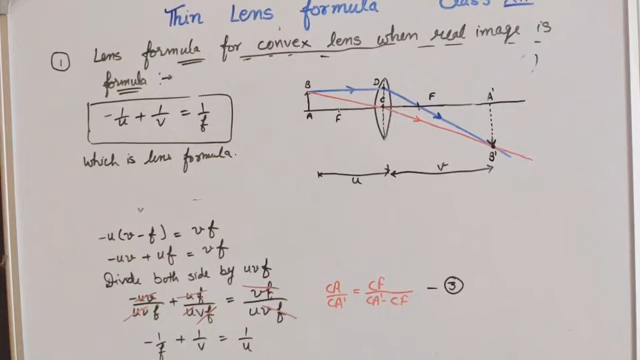 Thin Lens formula
① Lens formula for convex lens when real image is
formula :→
-1/u + 1/v = 1/f
which is lens formula.
B D
A F C F A'
B'
u v
-u(v-f) = vf
-uv + uf = vf
Divide both side by uvf
-uv/uvf + uf/uvf = vf/uvf
-1/f + 1/v = 1/u
CA/CA' = CF/CA'-CF – ③